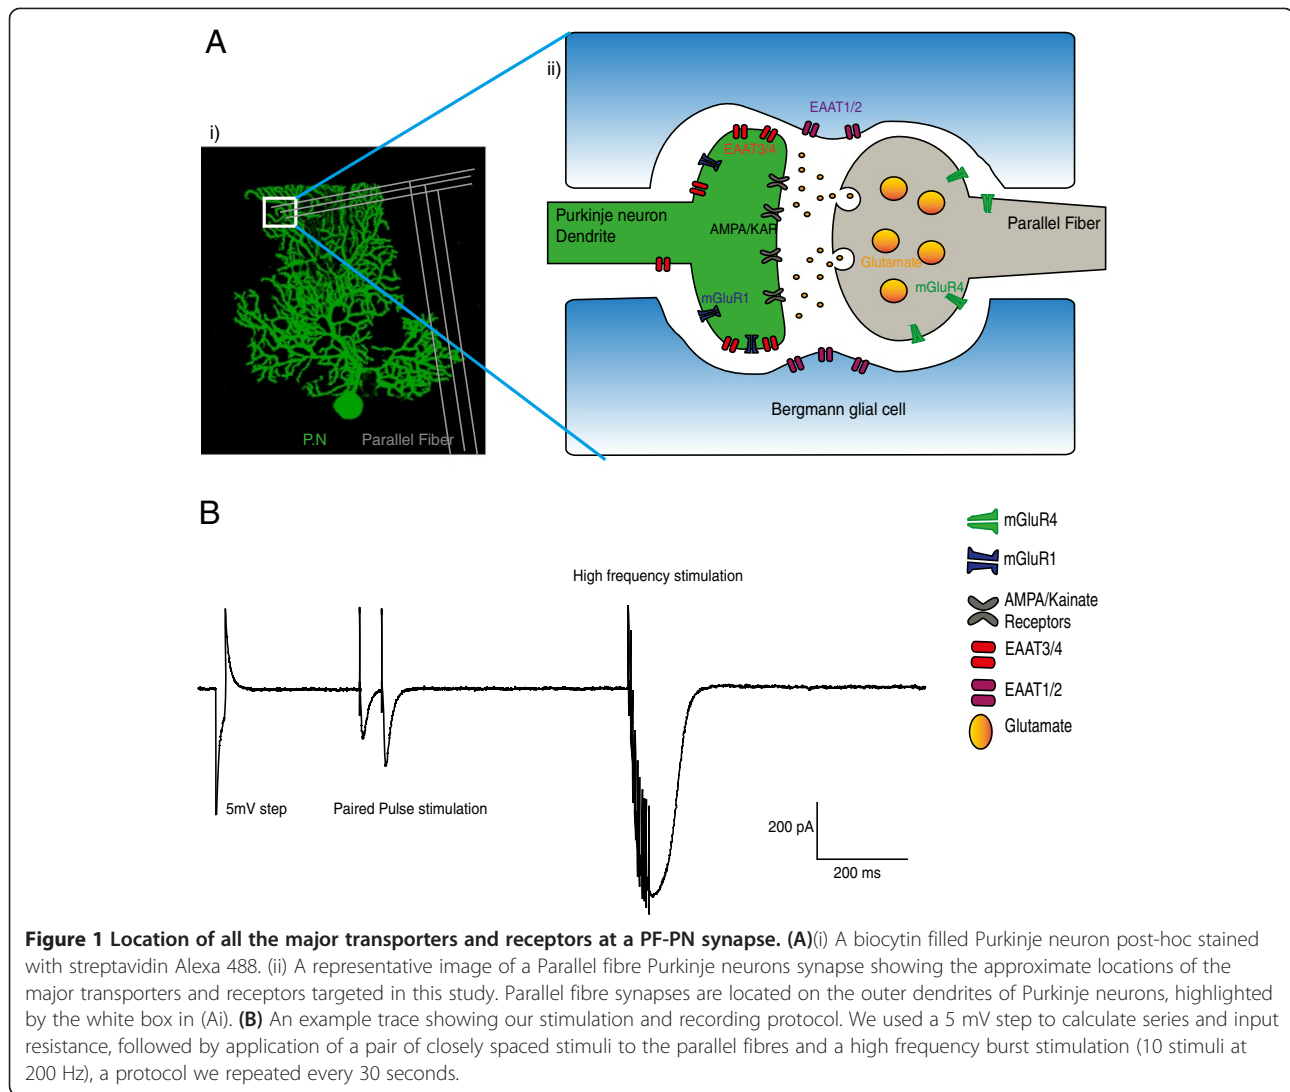 A
i)
P.N Parallel Fiber
ii)
EAAT1/2
EAAT3/4
Purkinje neuron
Dendrite
AMPA/KAR
mGluR1
Glutamate
mGluR4
Parallel Fiber
Bergmann glial cell
B
High frequency stimulation
5mV step
Paired Pulse stimulation
200 pA
200 ms
mGluR4
mGluR1
AMPA/Kainate
Receptors
EAAT3/4
EAAT1/2
Glutamate
Figure 1 Location of all the major transporters and receptors at a PF-PN synapse. (A)(i) A biocytin filled Purkinje neuron post-hoc stained
with streptavidin Alexa 488. (ii) A representative image of a Parallel fibre Purkinje neurons synapse showing the approximate locations of the
major transporters and receptors targeted in this study. Parallel fibre synapses are located on the outer dendrites of Purkinje neurons, highlighted
by the white box in (Ai). (B) An example trace showing our stimulation and recording protocol. We used a 5 mV step to calculate series and input
resistance, followed by application of a pair of closely spaced stimuli to the parallel fibres and a high frequency burst stimulation (10 stimuli at
200 Hz), a protocol we repeated every 30 seconds.